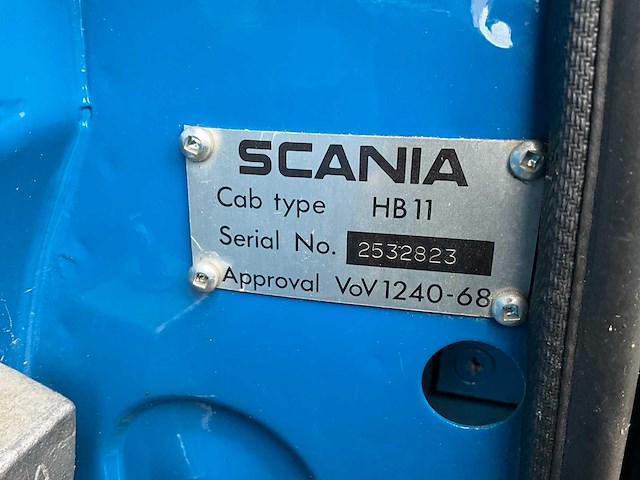 SCANIA
Cab type HB11
Serial No. 2532823
Approval VoV1240-68